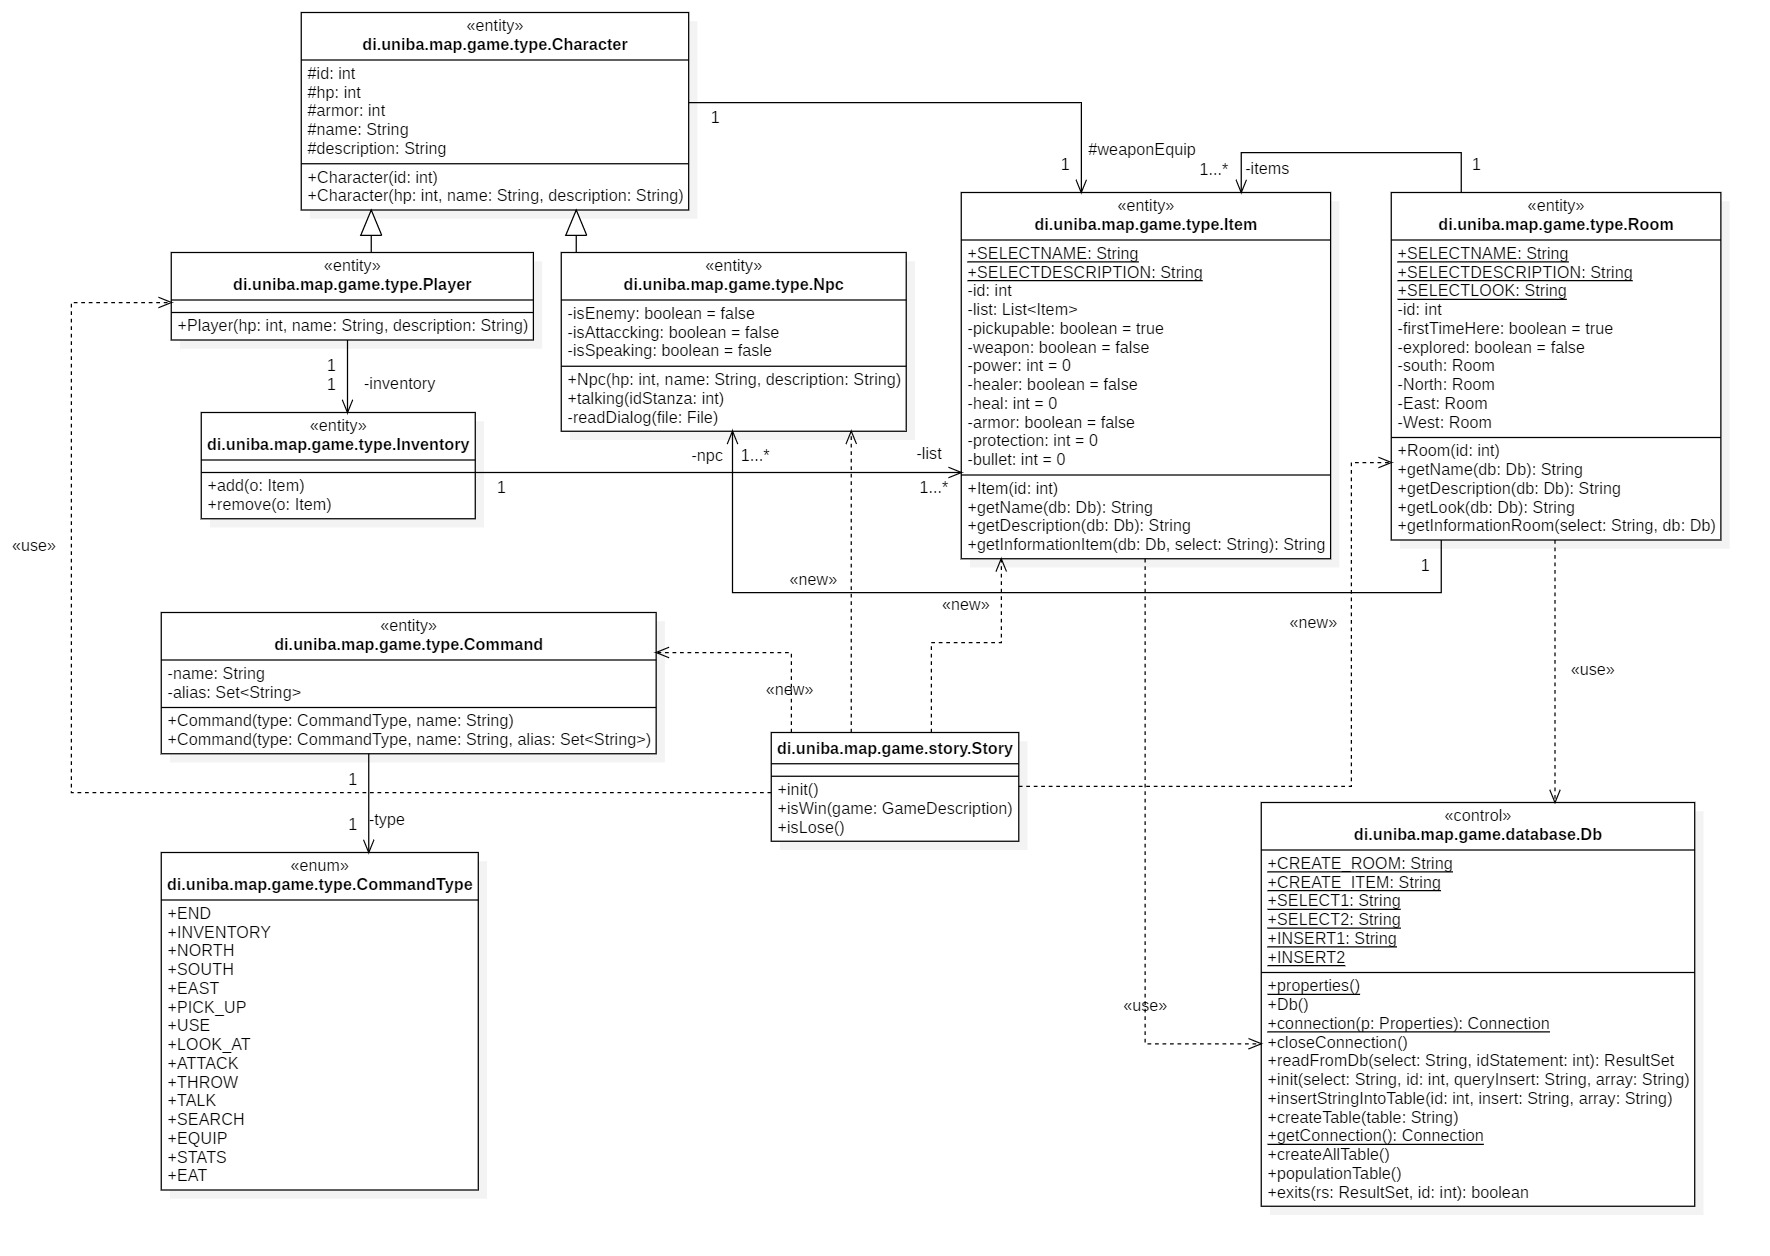 «entity»
di.uniba.map.game.type.Character
#id: int
#hp: int
#armor: int
#name: String
#description: String
+Character(id: int)
+Character(hp: int, name: String, description: String)
1
#weaponEquip
1
1...*
-items
1
«entity»
di.uniba.map.game.type.Player
+Player(hp: int, name: String, description: String)
«entity»
di.uniba.map.game.type.Npc
-isEnemy: boolean = false
-isAttaccking: boolean = false
-isSpeaking: boolean = fasle
+Npc(hp: int, name: String, description: String)
+talking(idStanza: int)
-readDialog(file: File)
«entity»
di.uniba.map.game.type.Item
+SELECTNAME: String
+SELECTDESCRIPTION: String
-id: int
-list: List<Item>
-pickupable: boolean = true
-weapon: boolean = false
-power: int = 0
-healer: boolean = false
-heal: int = 0
-armor: boolean = false
-protection: int = 0
-bullet: int = 0
+Item(id: int)
+getName(db: Db): String
+getDescription(db: Db): String
+getInformationItem(db: Db, select: String): String
«entity»
di.uniba.map.game.type.Room
+SELECTNAME: String
+SELECTDESCRIPTION: String
+SELECTLOOK: String
-id: int
-firstTimeHere: boolean = true
-explored: boolean = false
-south: Room
-North: Room
-East: Room
-West: Room
+Room(id: int)
+getName(db: Db): String
+getDescription(db: Db): String
+getLook(db: Db): String
+getInformationRoom(select: String, db: Db)
1
1
-inventory
«entity»
di.uniba.map.game.type.Inventory
+add(o: Item)
+remove(o: Item)
1
-npc
1...*
-list
1...*
«use»
«new»
«new»
1
«new»
«use»
«entity»
di.uniba.map.game.type.Command
-name: String
-alias: Set<String>
+Command(type: CommandType, name: String)
+Command(type: CommandType, name: String, alias: Set<String>)
«new»
di.uniba.map.game.story.Story
+init()
+isWin(game: GameDescription)
+isLose()
1
1
-type
«enum»
di.uniba.map.game.type.CommandType
+END
+INVENTORY
+NORTH
+SOUTH
+EAST
+PICK_UP
+USE
+LOOK_AT
+ATTACK
+THROW
+TALK
+SEARCH
+EQUIP
+STATS
+EAT
«use»
«control»
di.uniba.map.game.database.Db
+CREATE_ROOM: String
+CREATE_ITEM: String
+SELECT1: String
+SELECT2: String
+INSERT1: String
+INSERT2
+properties()
+Db()
+connection(p: Properties): Connection
+closeConnection()
+readFromDb(select: String, idStatement: int): ResultSet
+init(select: String, id: int, queryInsert: String, array: String)
+insertStringIntoTable(id: int, insert: String, array: String)
+createTable(table: String)
+getConnection(): Connection
+createAllTable()
+populationTable()
+exits(rs: ResultSet, id: int): boolean